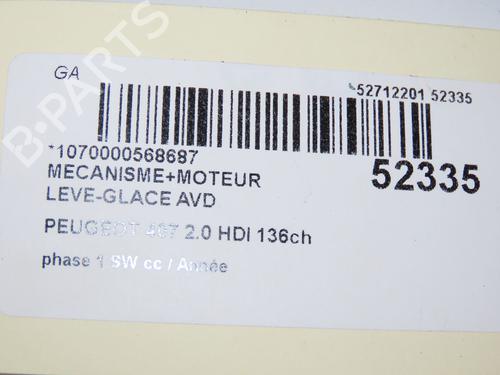 GA
52712201 52335
*1070000568687
MECANISME+MOTEUR
LEVE-GLACE AVD
52335
PEUGEOT 407 2.0 HDI 136ch
phase 1 SW cc / Année
B-PARTS